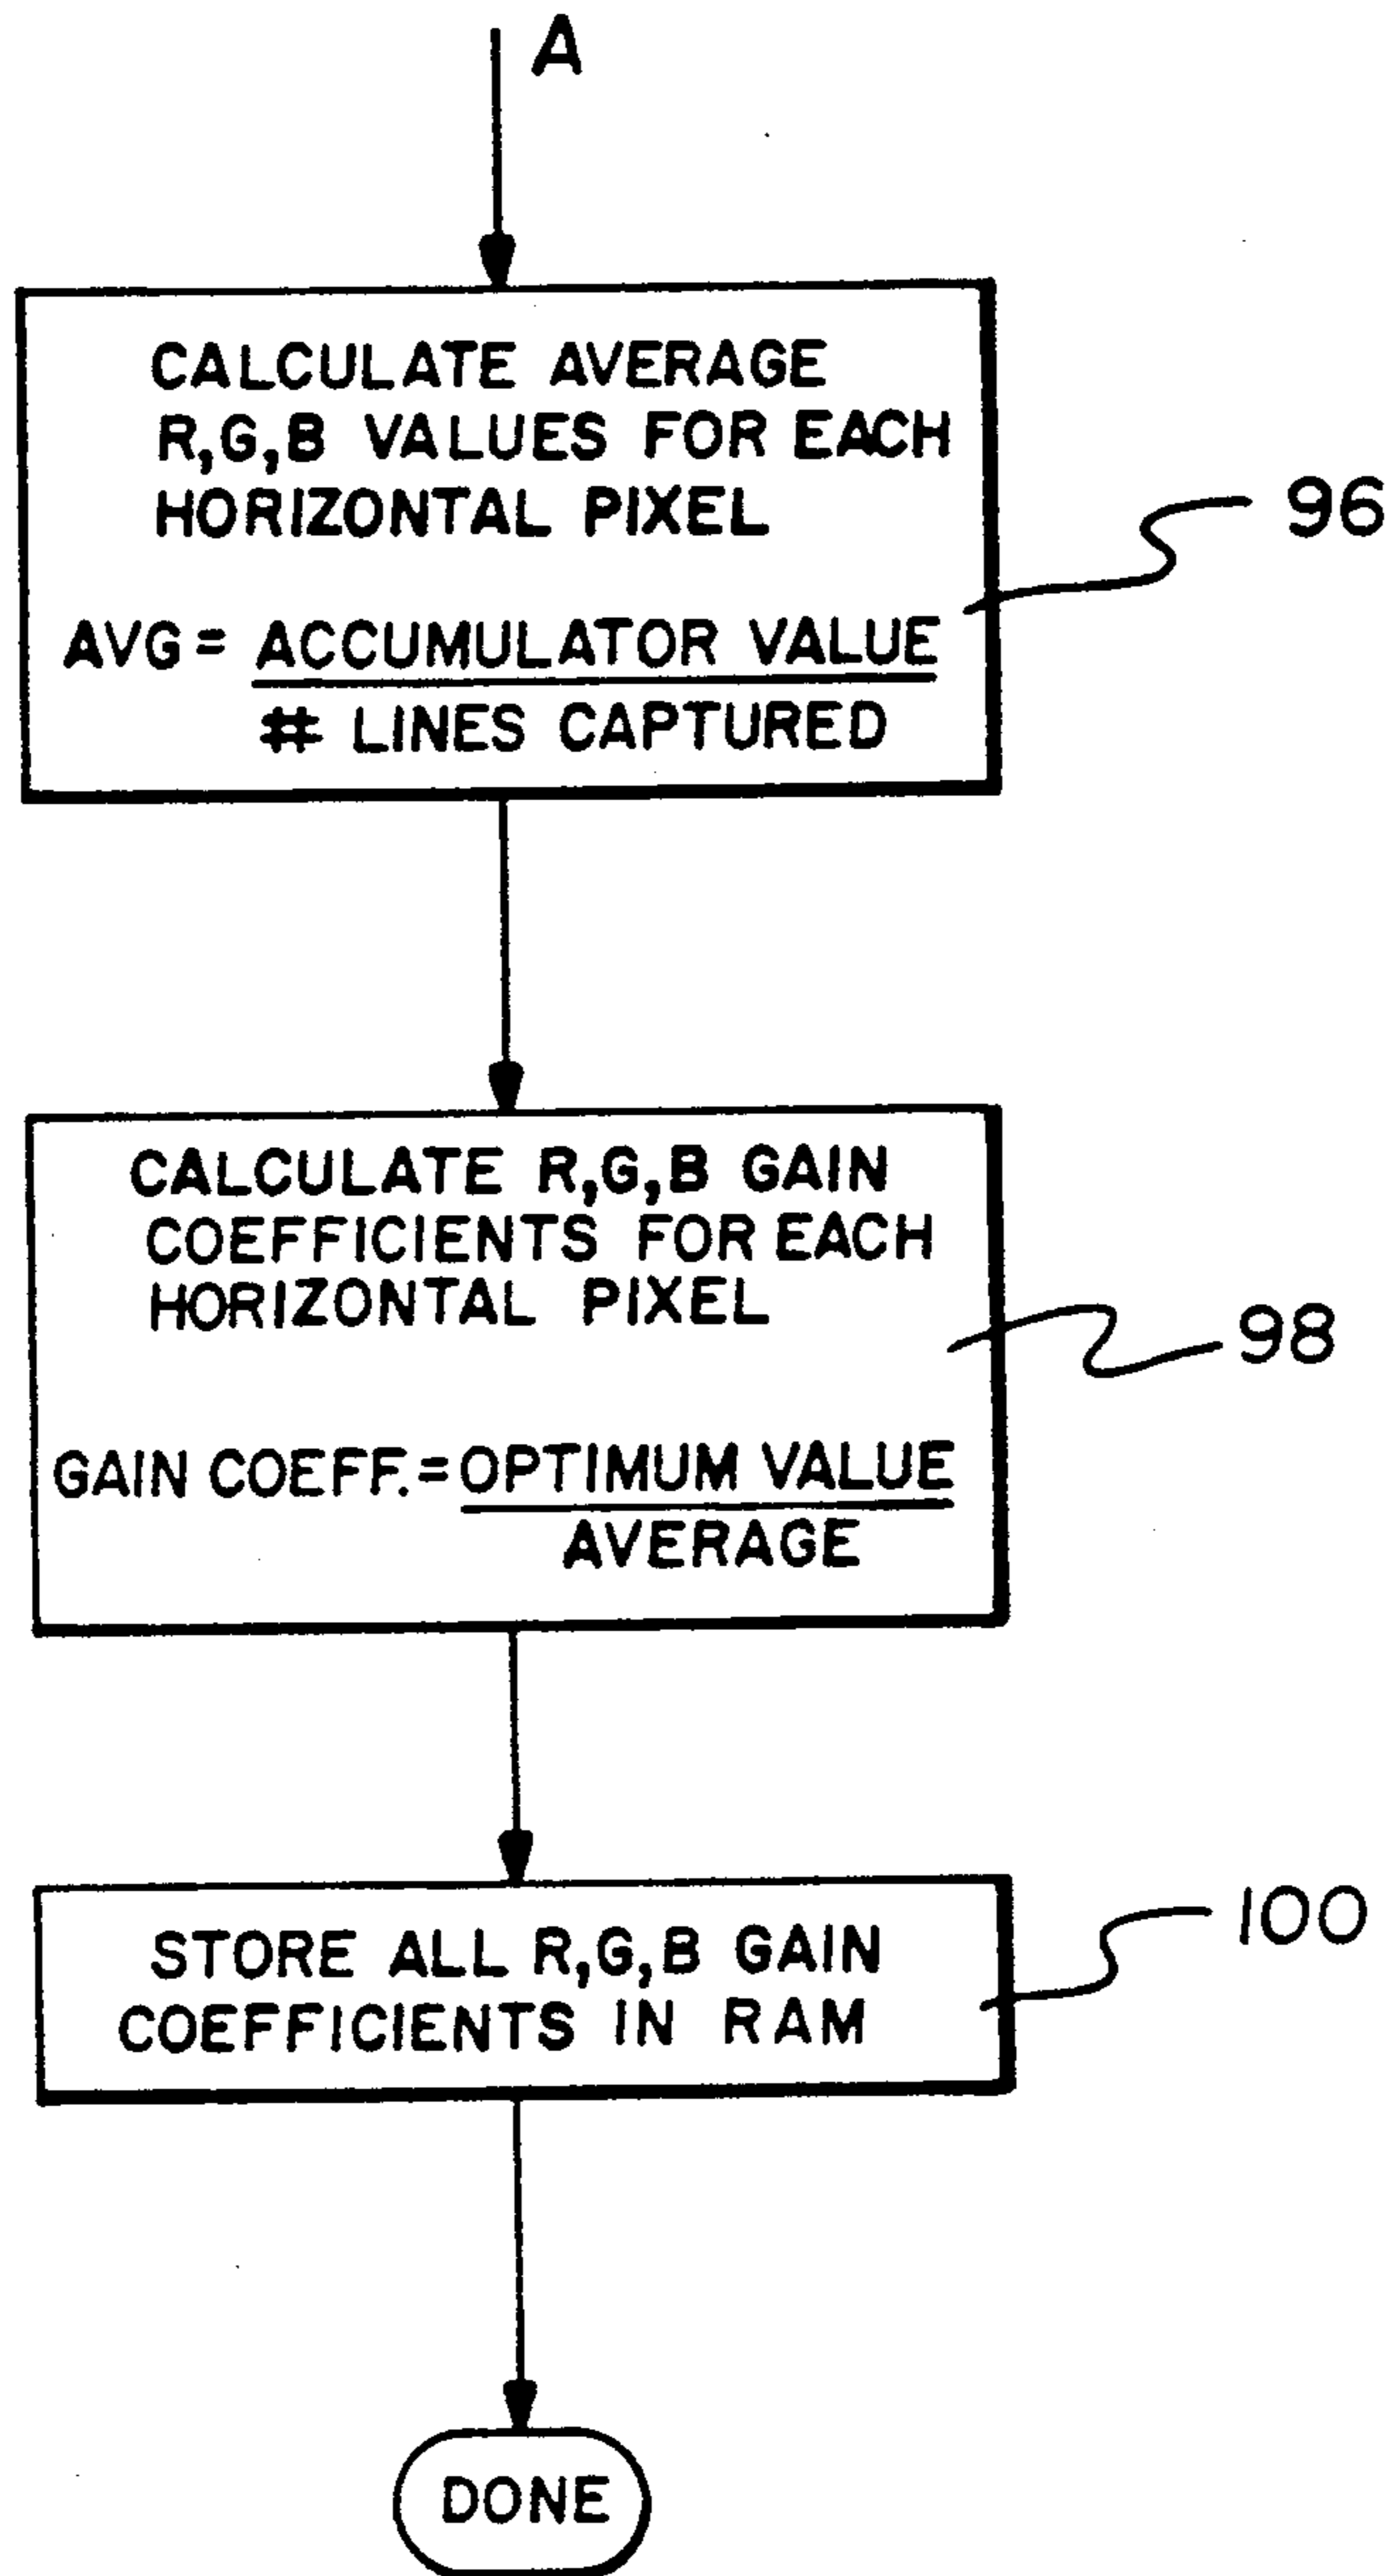 A
CALCULATE AVERAGE
R,G,B VALUES FOR EACH
HORIZONTAL PIXEL
96
AVG = ACCUMULATOR VALUE
# LINES CAPTURED
CALCULATE R,G,B GAIN
COEFFICIENTS FOR EACH
HORIZONTAL PIXEL
98
GAIN COEFF. = OPTIMUM VALUE
AVERAGE
STORE ALL R,G,B GAIN
COEFFICIENTS IN RAM
100
DONE